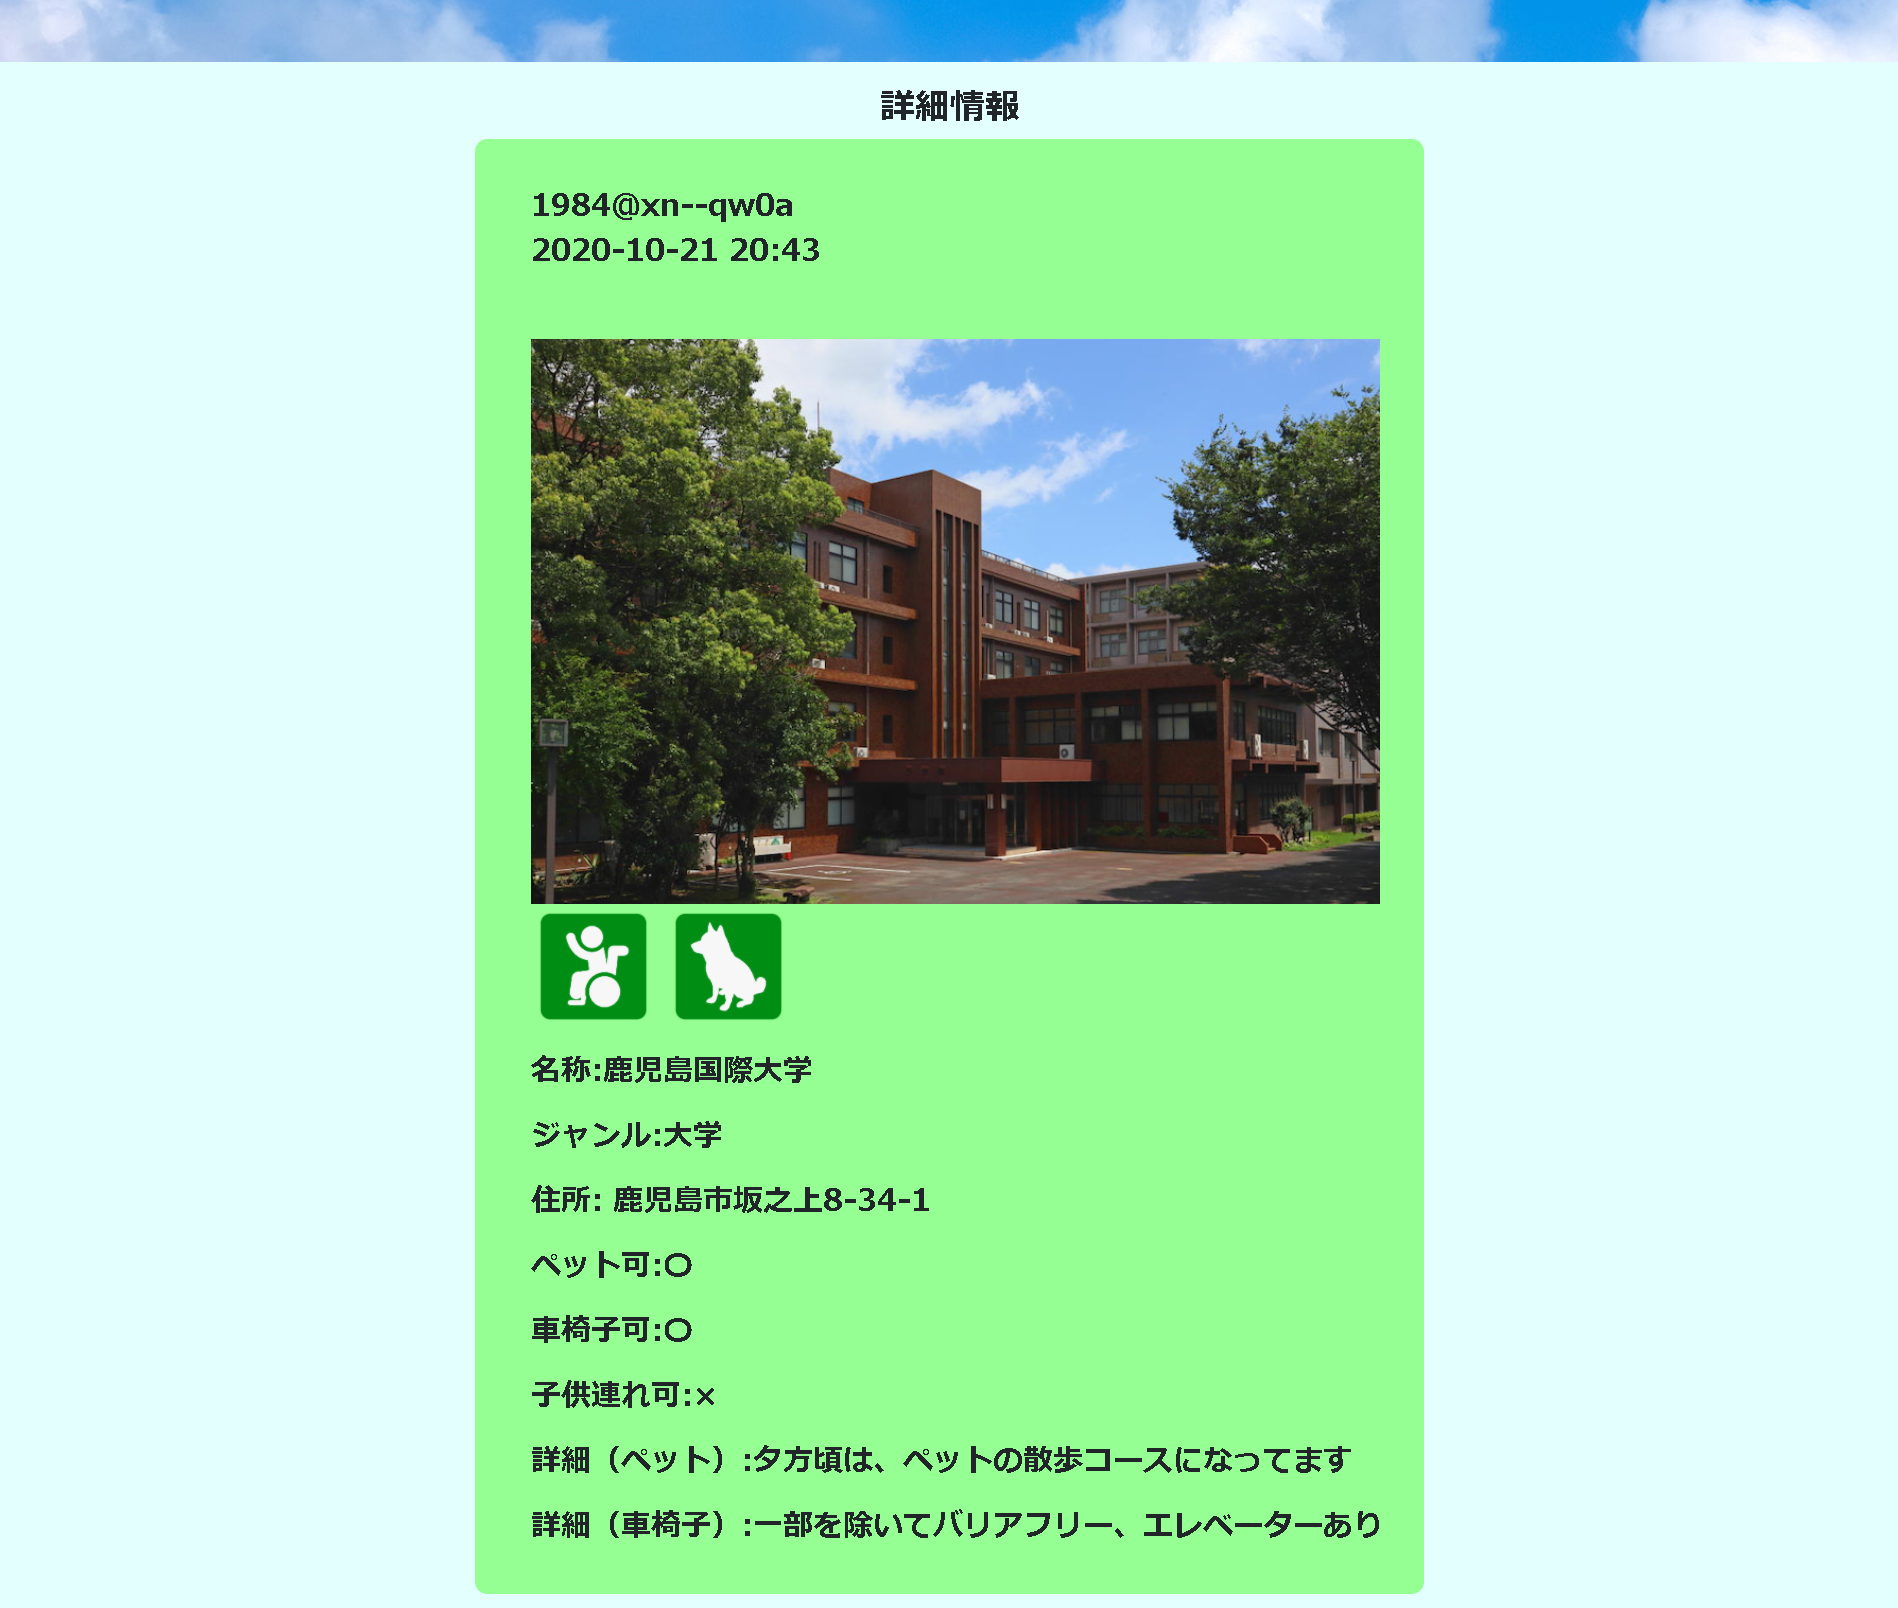 詳細情報
1984@xn--qw0a
2020-10-21 20:43
名称:鹿児島国際大学
ジャンル:大学
住所: 鹿児島市坂之上8-34-1
ペット可:〇
車椅子可:〇
子供連れ可:×
詳細（ペット）:夕方頃は、ペットの散歩コースになってます
詳細（車椅子）:一部を除いてバリアフリー、エレベーターあり